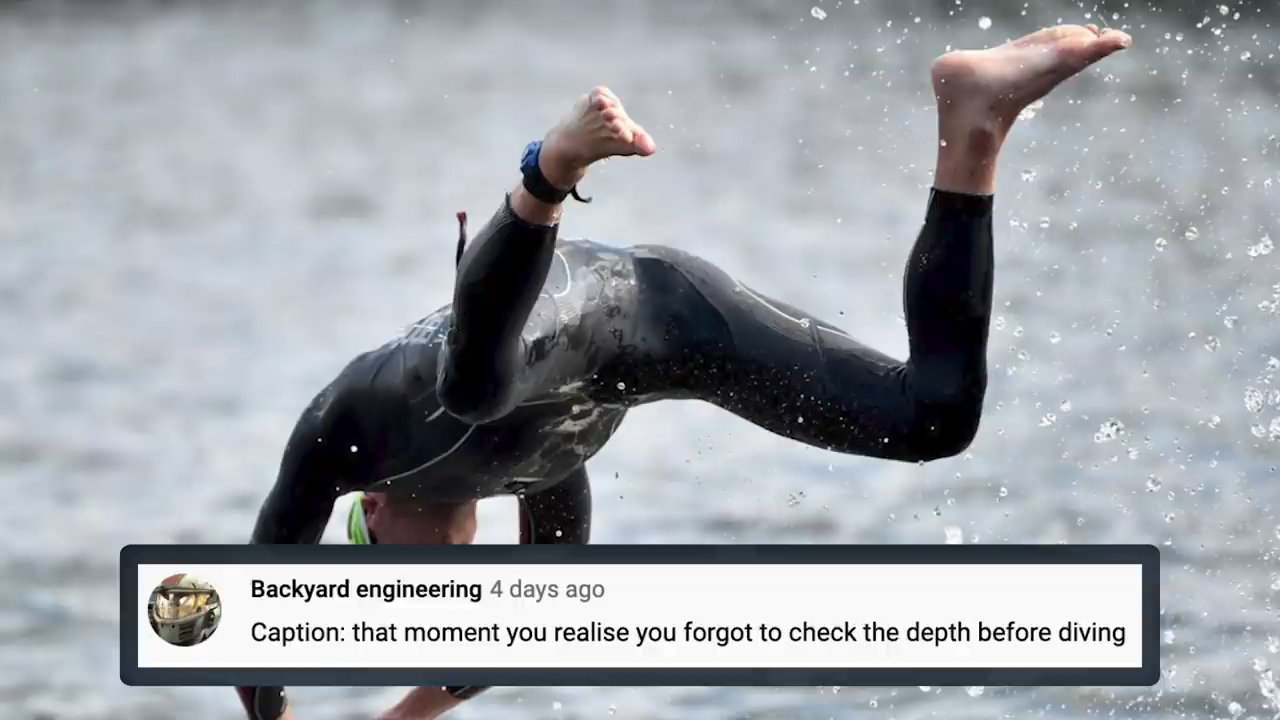 Backyard engineering 4 days ago
Caption: that moment you realise you forgot to check the depth before diving